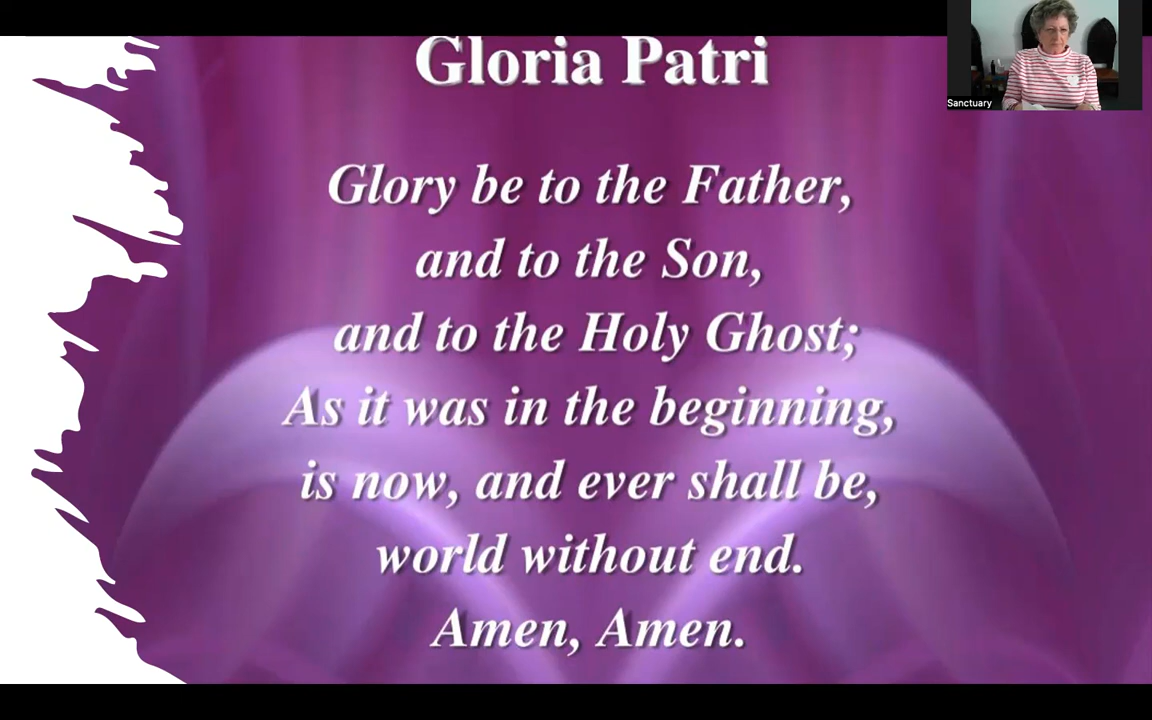 Gloria Patri
Sanctuary
Glory be to the Father,
and to the Son,
and to the Holy Ghost;
As it was in the beginning,
is now, and ever shall be,
world without end.
Amen, Amen.